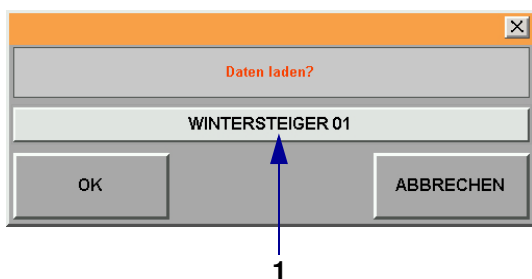 Daten laden?
WINTERSTEIGER 01
OK
ABBRECHEN
1